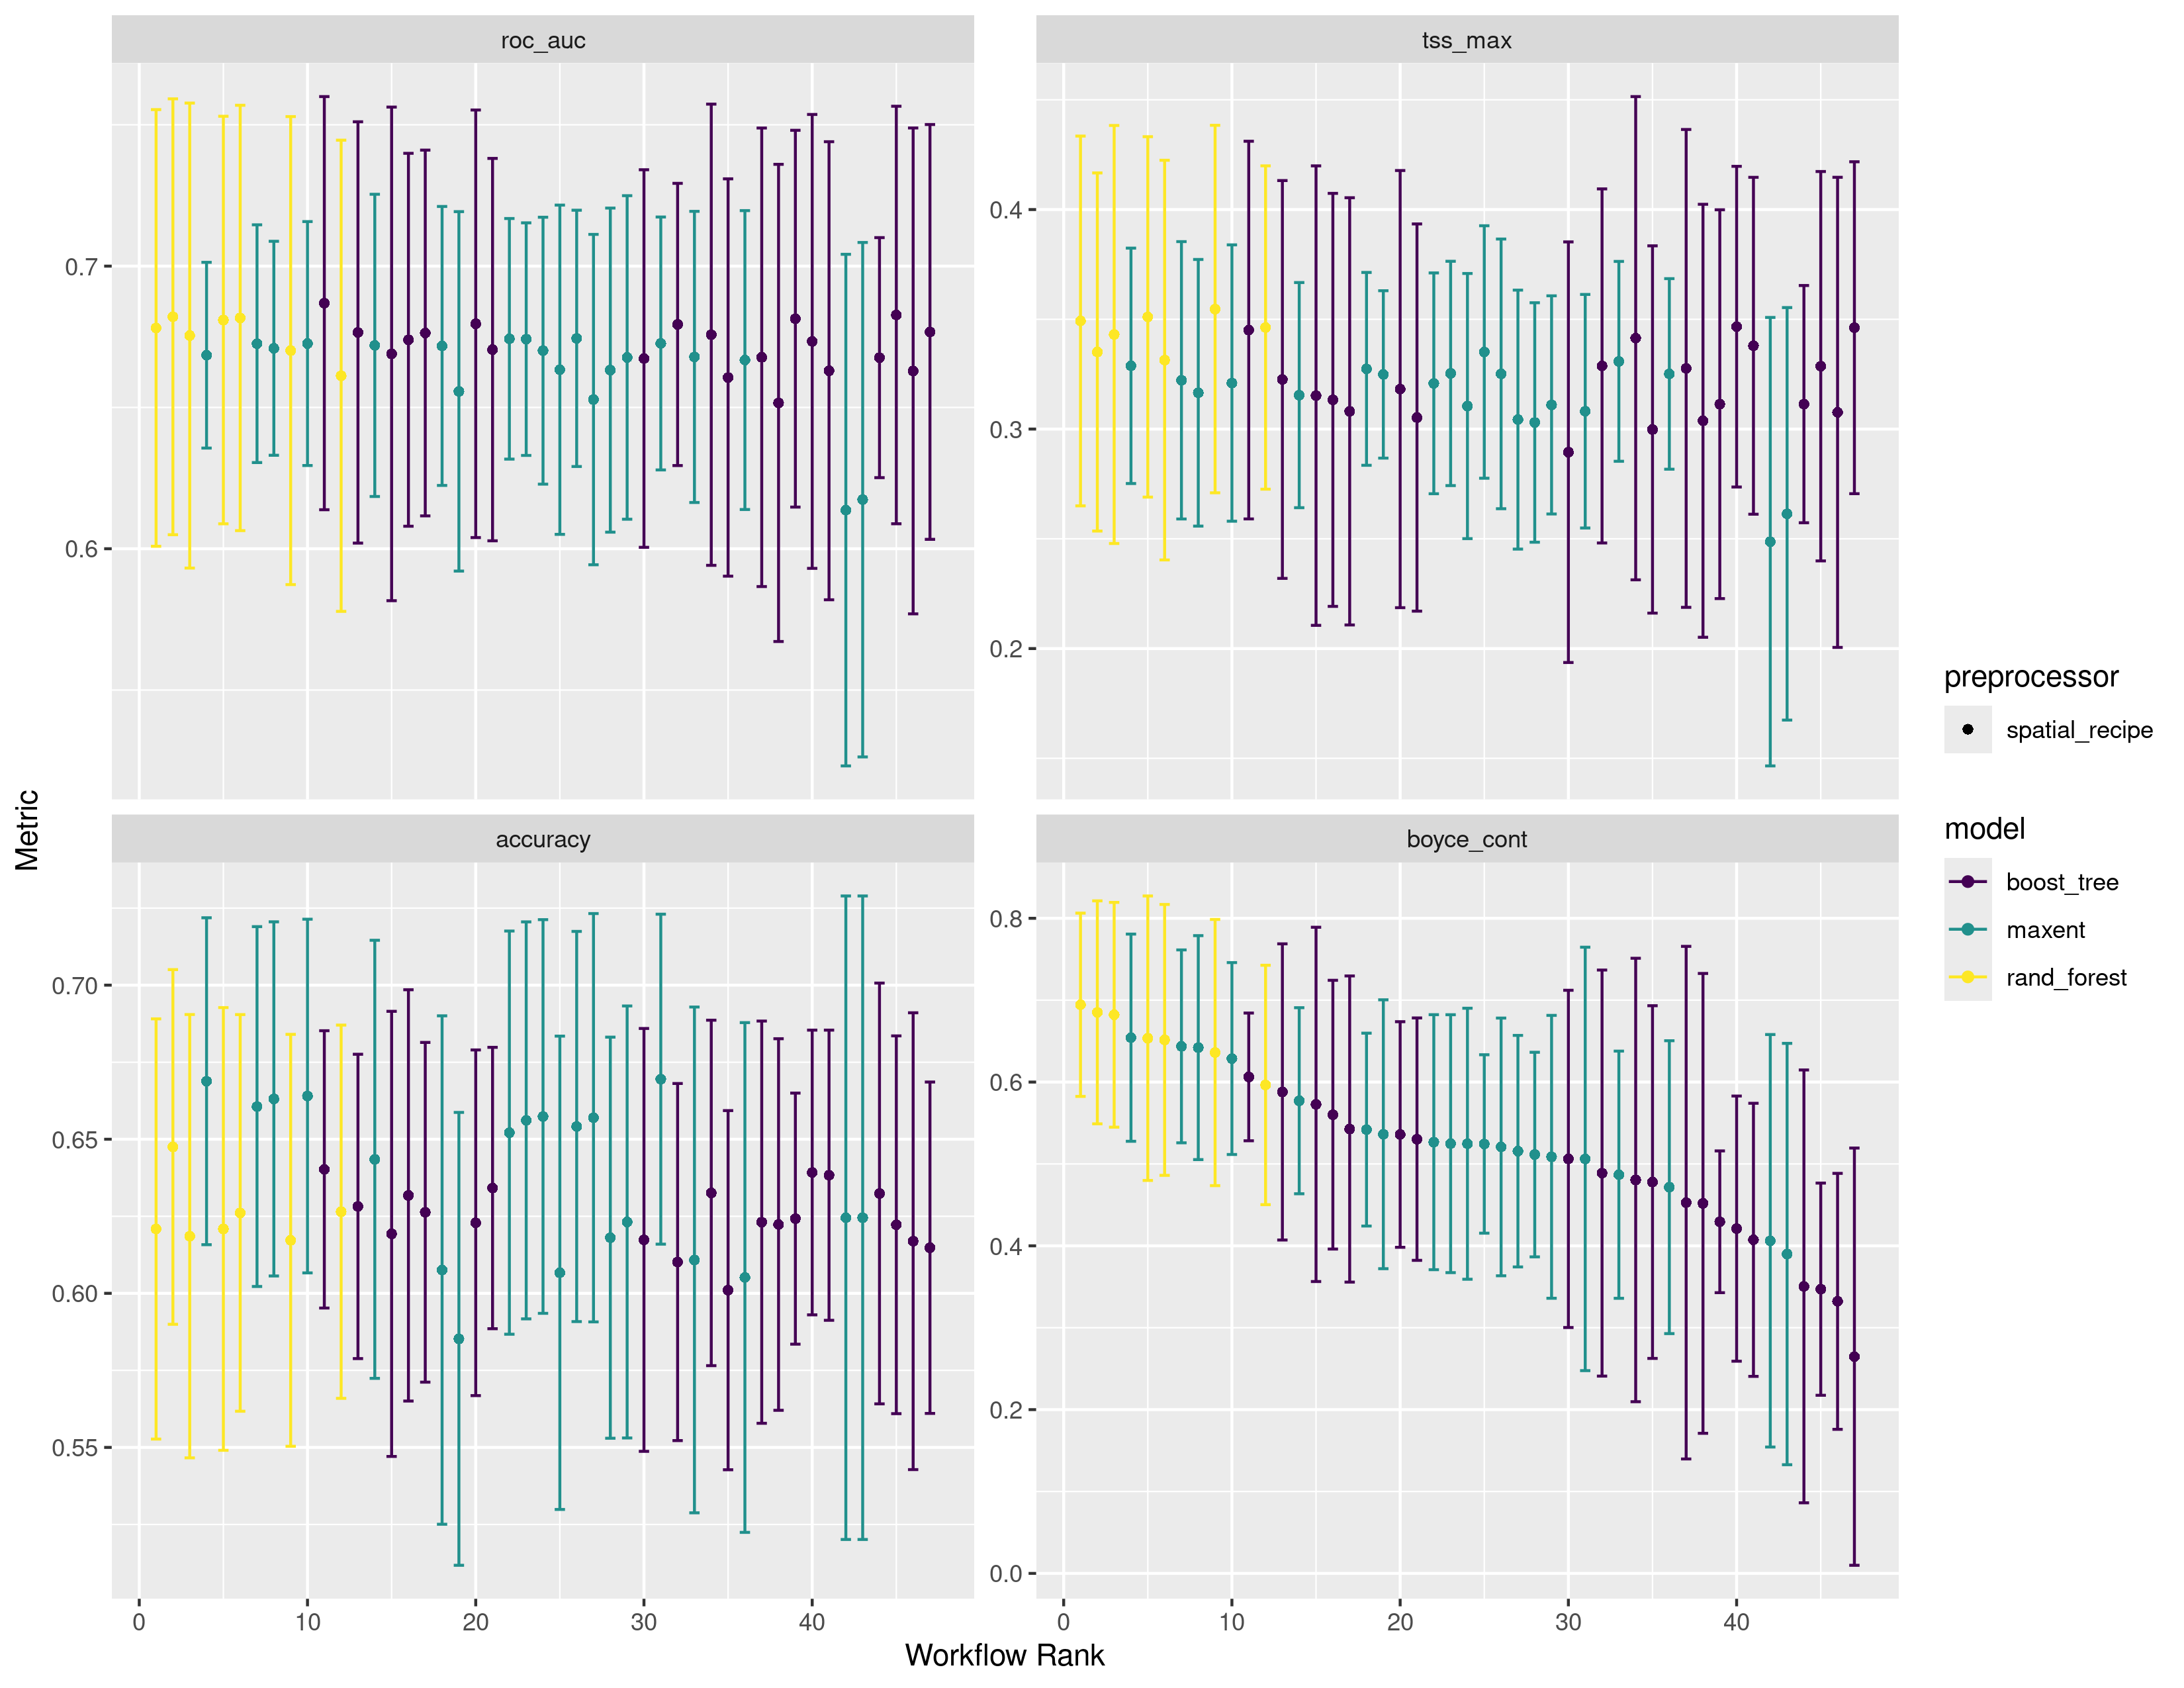 roc_auc
tss_max
0.7
0.6
0.4
0.3
0.2
Metric
accuracy
boyce_cont
0.70
0.65
0.60
0.55
0.8
0.6
0.4
0.2
0.0
0 10 20 30 40
0 10 20 30 40
Workflow Rank
preprocessor
spatial_recipe
model
boost_tree
maxent
rand_forest